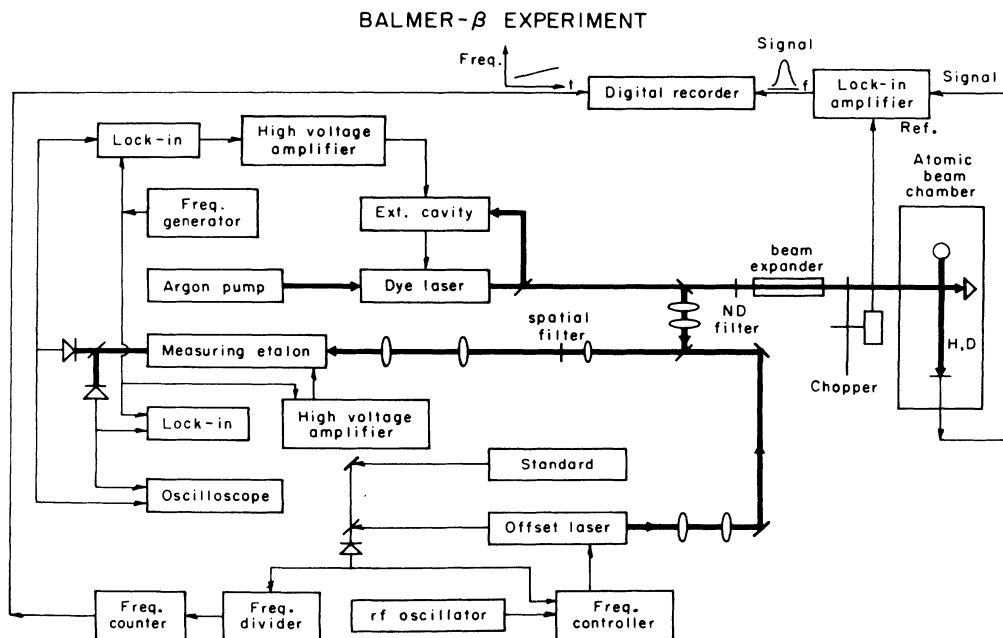 BALMER-β EXPERIMENT
Freq.
t
Digital recorder
Signal
f
Lock-in
amplifier
Signal
Ref.
Lock-in
High voltage
amplifier
Atomic
beam
chamber
Freq.
generator
Ext. cavity
Argon pump
Dye laser
beam
expander
ND
filter
spatial
filter
Measuring etalon
H,D
Chopper
High voltage
amplifier
Lock-in
Standard
Oscilloscope
Offset laser
Freq.
counter
Freq.
divider
rf oscillator
Freq.
controller